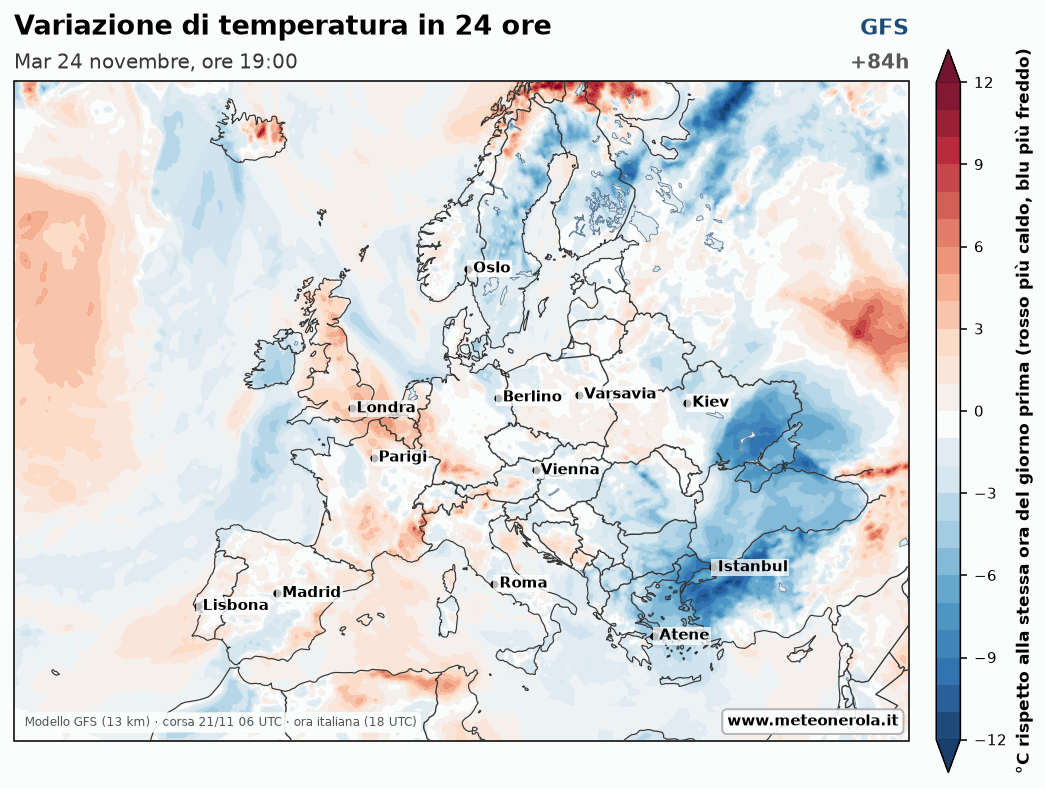 Variazione di temperatura in 24 ore
GFS
Mar 24 novembre, ore 19:00
+84h
Oslo
Londra
Berlino
Varsavia
Kiev
Parigi
Vienna
Istanbul
Roma
Madrid
Lisbona
Atene
Modello GFS (13 km) · corsa 21/11 06 UTC · ora italiana (18 UTC)
www.meteonerola.it
12
9
6
3
0
−3
−6
−9
−12
°C rispetto alla stessa ora del giorno prima (rosso più caldo, blu più freddo)